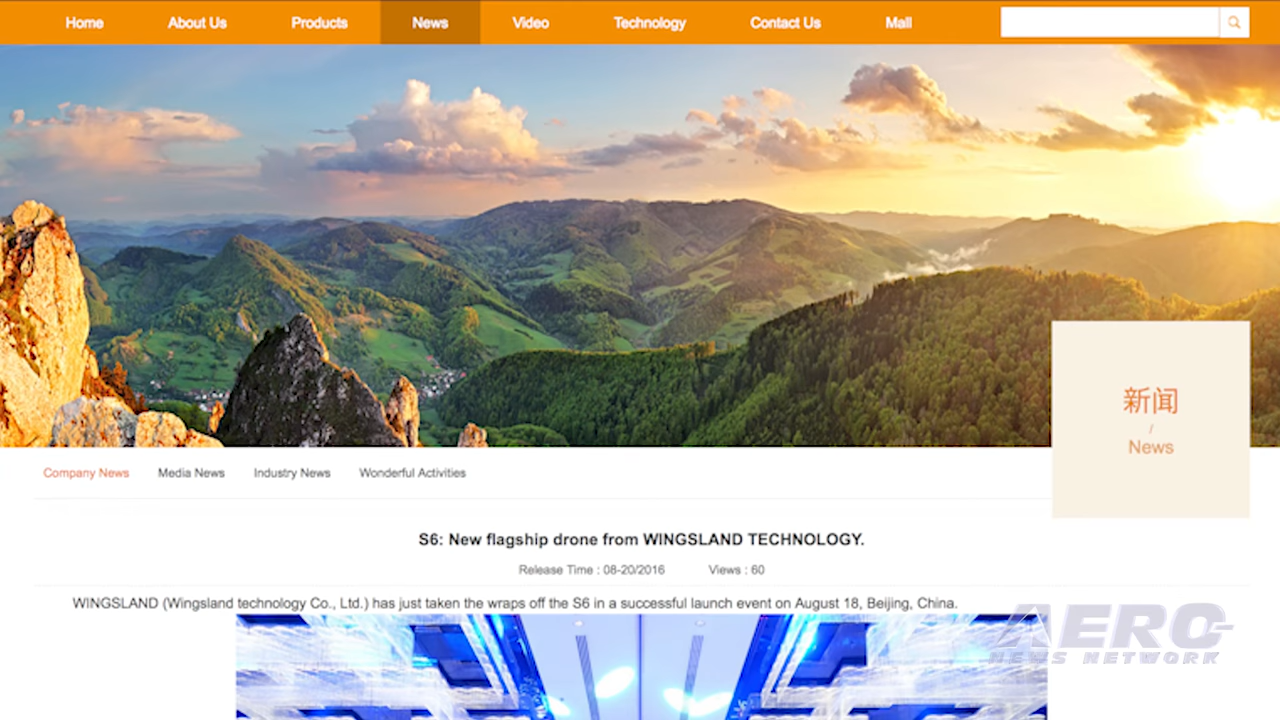 Home About Us Products News Video Technology Contact Us Mall
新闻
/
News
Company News Media News Industry News Wonderful Activities
S6: New flagship drone from WINGSLAND TECHNOLOGY.
Release Time : 08-20/2016 Views : 60
WINGSLAND (Wingsland technology Co., Ltd.) has just taken the wraps off the S6 in a successful launch event on August 18, Beijing, China.
AERO
NEWS NETWORK